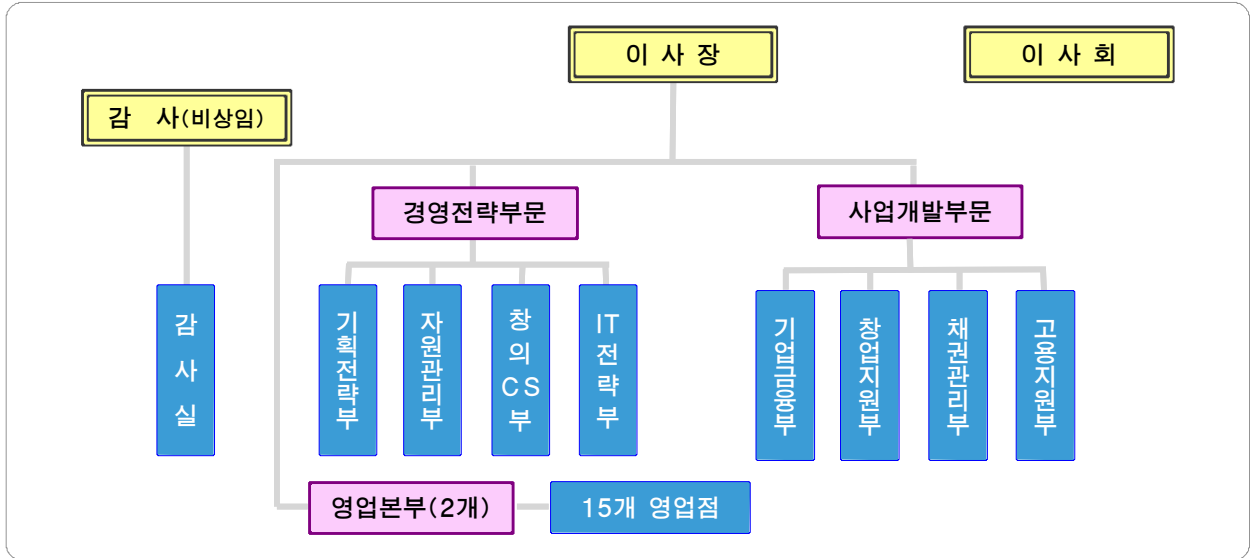 이 사 장
이 사 회
감 사(비상임)
경영전략부문
사업개발부문
감사실
기획전략부
자원관리부
창의CS부
IT전략부
기업금융부
창업지원부
채권관리부
고용지원부
영업본부(2개)
15개 영업점